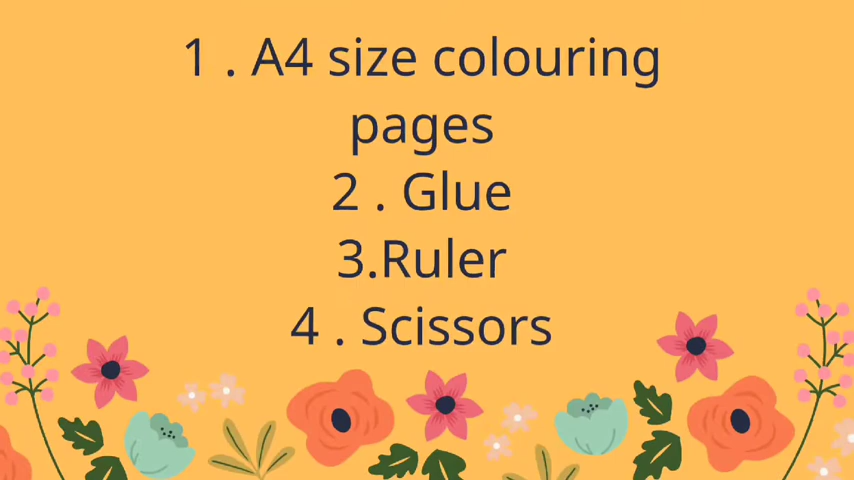 1 . A4 size colouring
pages
2 . Glue
3.Ruler
4 . Scissors